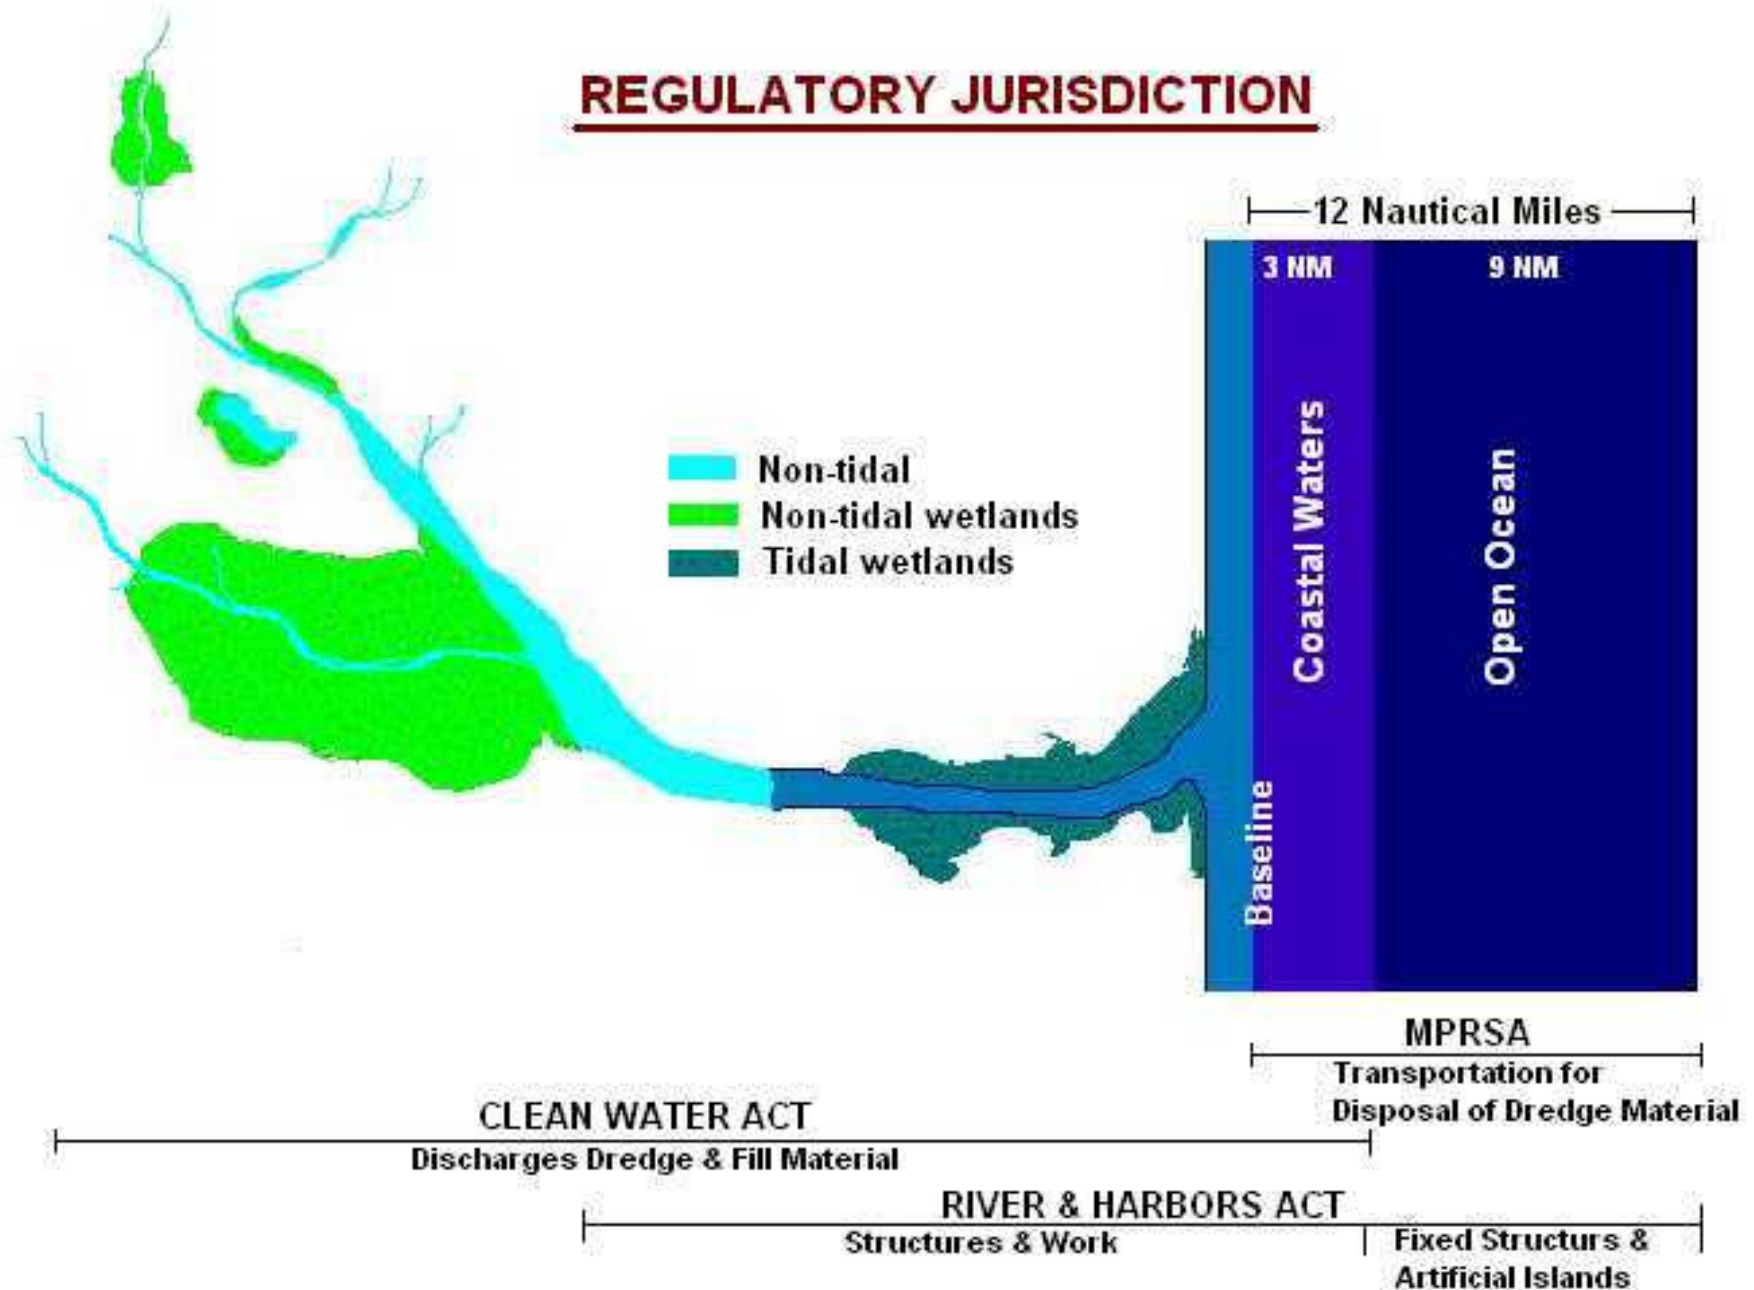 REGULATORY JURISDICTION
12 Nautical Miles
3 NM
9 NM
Coastal Waters
Open Ocean
Baseline
Non-tidal
Non-tidal wetlands
Tidal wetlands
MPRSA
Transportation for
Disposal of Dredge Material
CLEAN WATER ACT
Discharges Dredge & Fill Material
RIVER & HARBORS ACT
Structures & Work
Fixed Structurs &
Artificial Islands